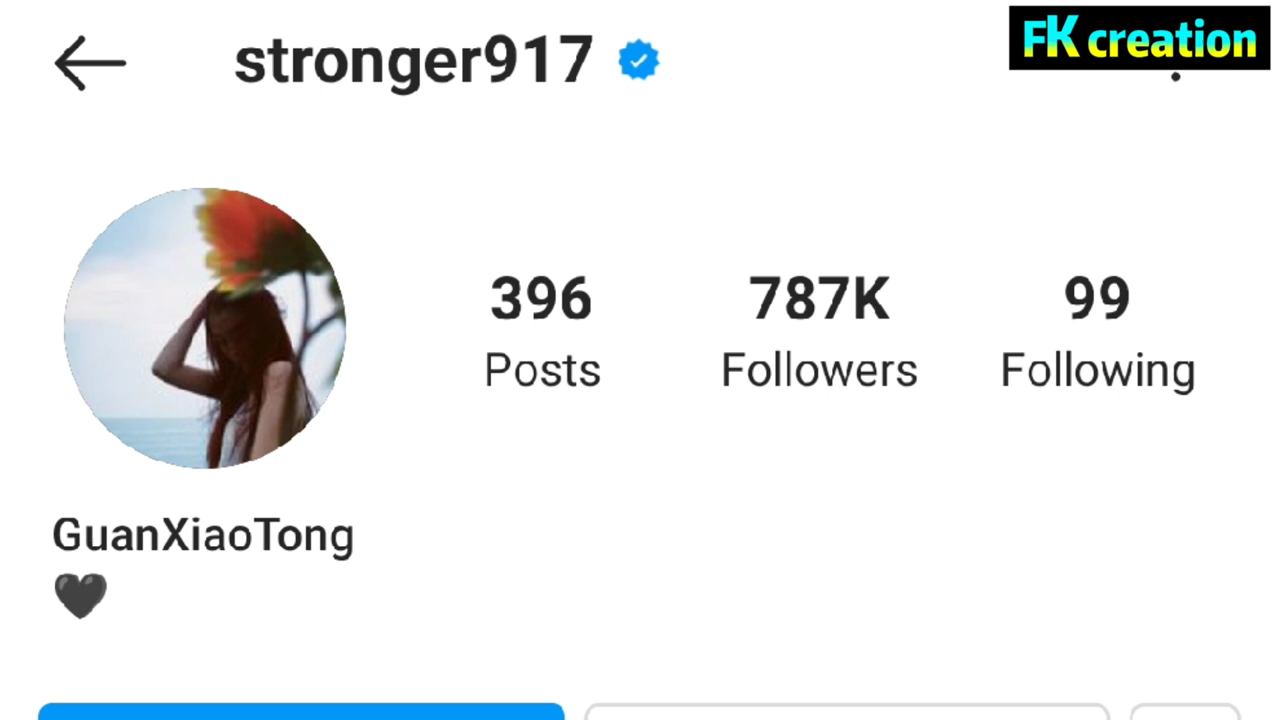 stronger917
FK creation
396 787K 99
Posts Followers Following
GuanXiaoTong
🖤